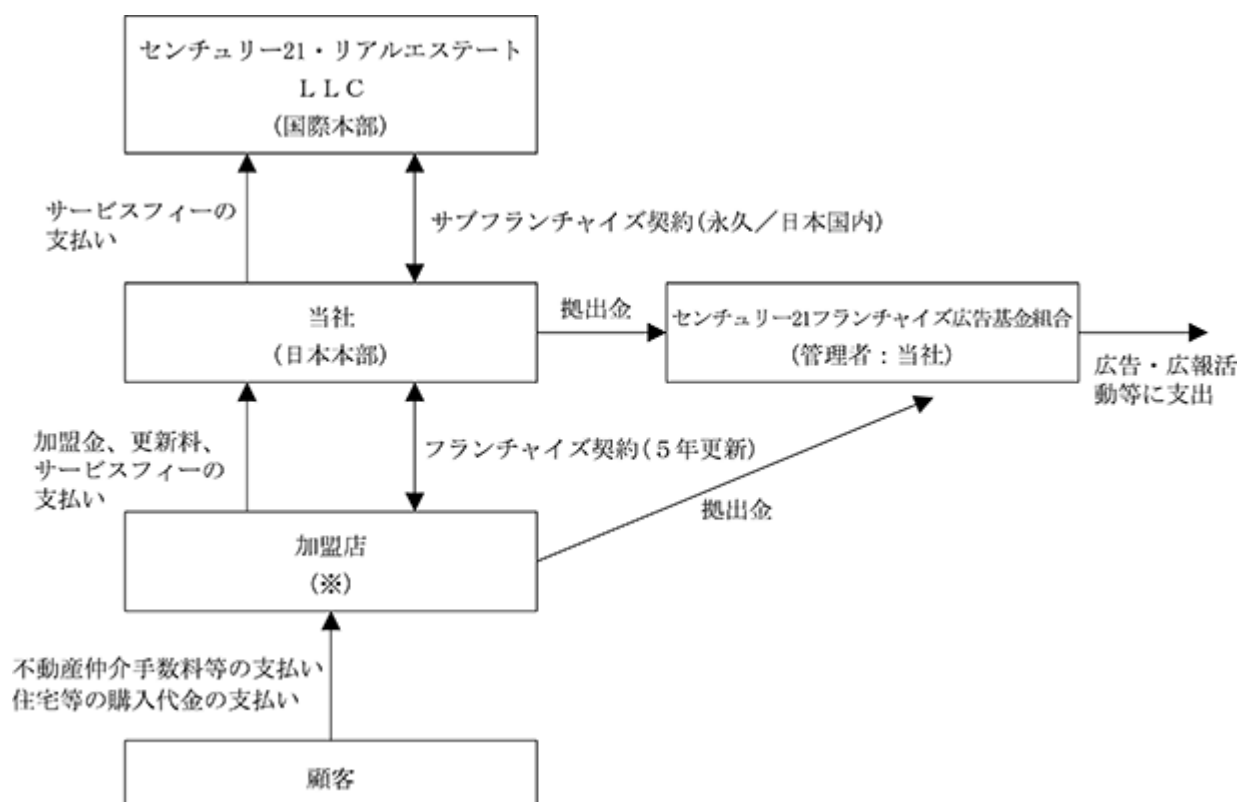 センチュリー21・リアルエステート
ＬＬＣ
(国際本部)
サービスフィーの
支払い
サブフランチャイズ契約(永久／日本国内)
当社
(日本本部)
拠出金
センチュリー21フランチャイズ広告基金組合
(管理者：当社)
広告・広報活
動等に支出
加盟金、更新料、
サービスフィーの
支払い
フランチャイズ契約(５年更新)
拠出金
加盟店
(※)
不動産仲介手数料等の支払い
住宅等の購入代金の支払い
顧客